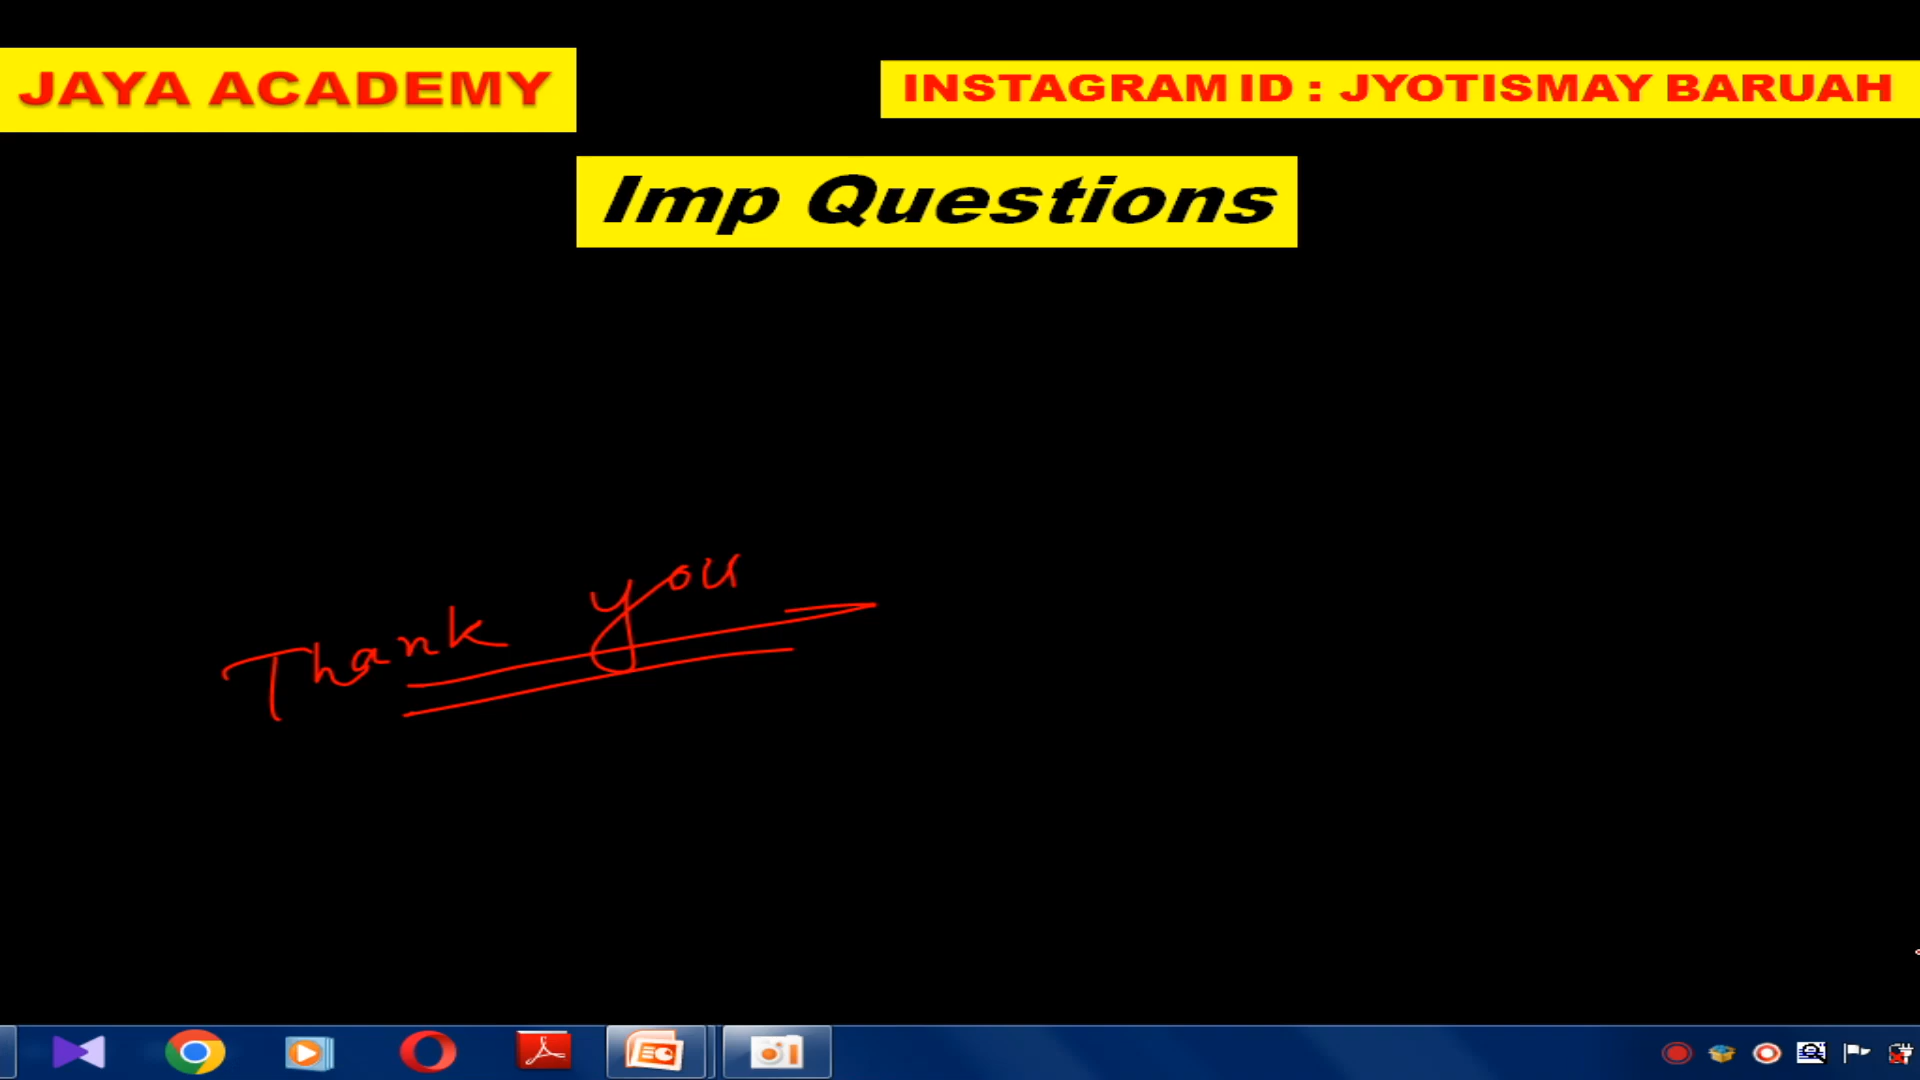 JAYA ACADEMY
INSTAGRAM ID : JYOTISMAY BARUAH
Imp Questions
Thank you